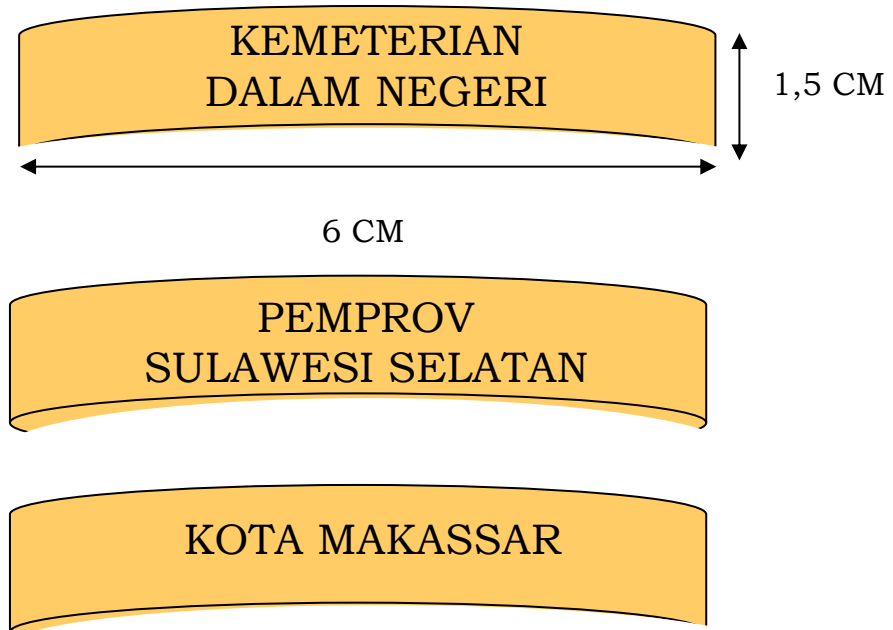 KEMETERIAN
DALAM NEGERI
1,5 CM
6 CM
PEMPROV
SULAWESI SELATAN
KOTA MAKASSAR